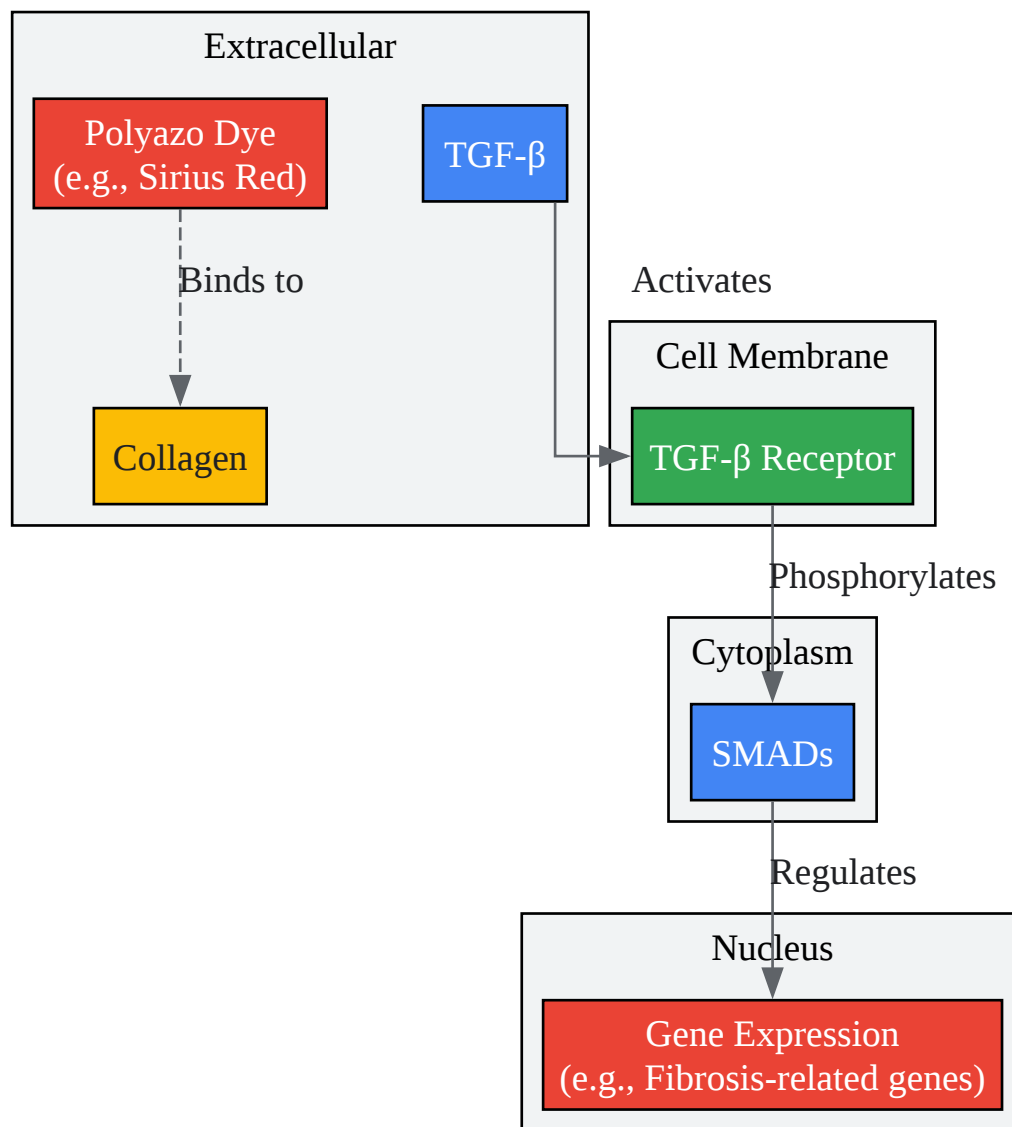 Extracellular
Polyazo Dye
(e.g., Sirius Red)
TGF-β
Binds to
Activates
Cell Membrane
Collagen
TGF-β Receptor
Phosphorylates
Cytoplasm
SMADs
Regulates
Nucleus
Gene Expression
(e.g., Fibrosis-related genes)